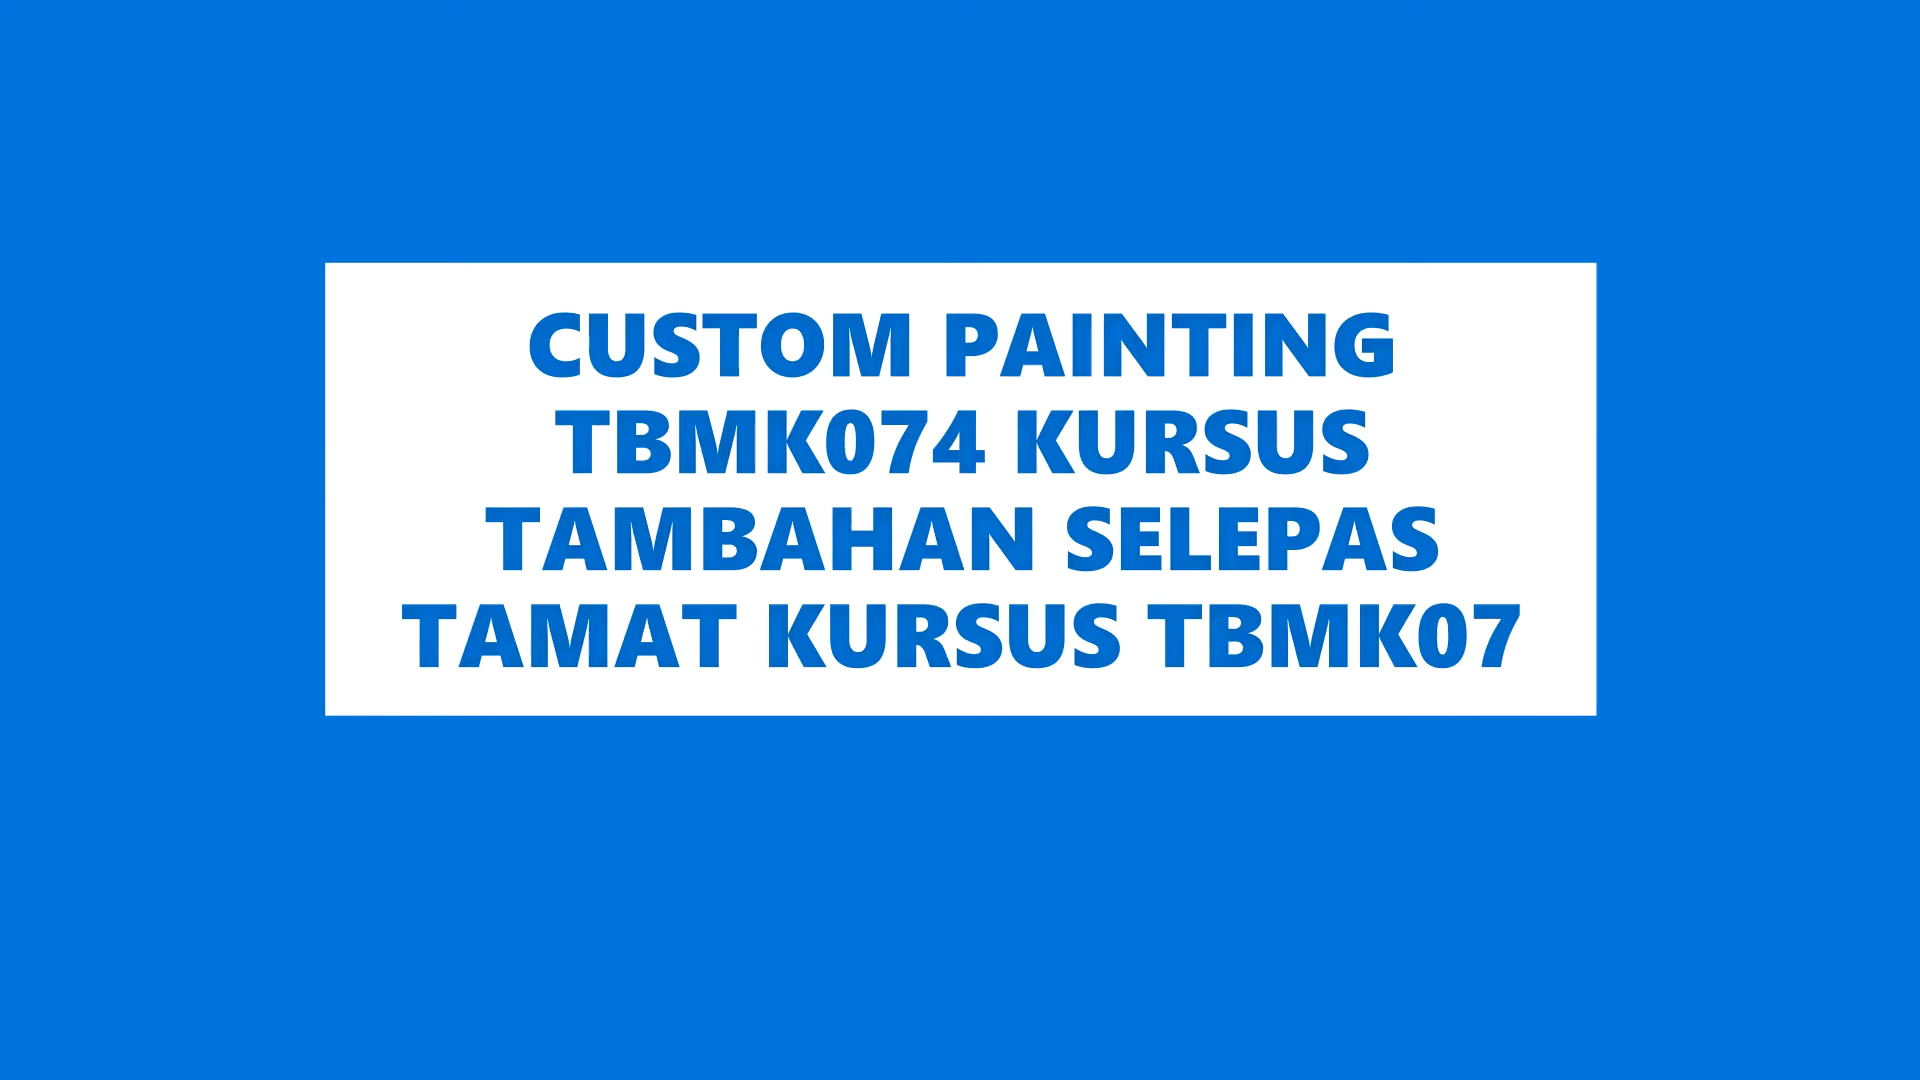 CUSTOM PAINTING
TBMK074 KURSUS
TAMBAHAN SELEPAS
TAMAT KURSUS TBMK07